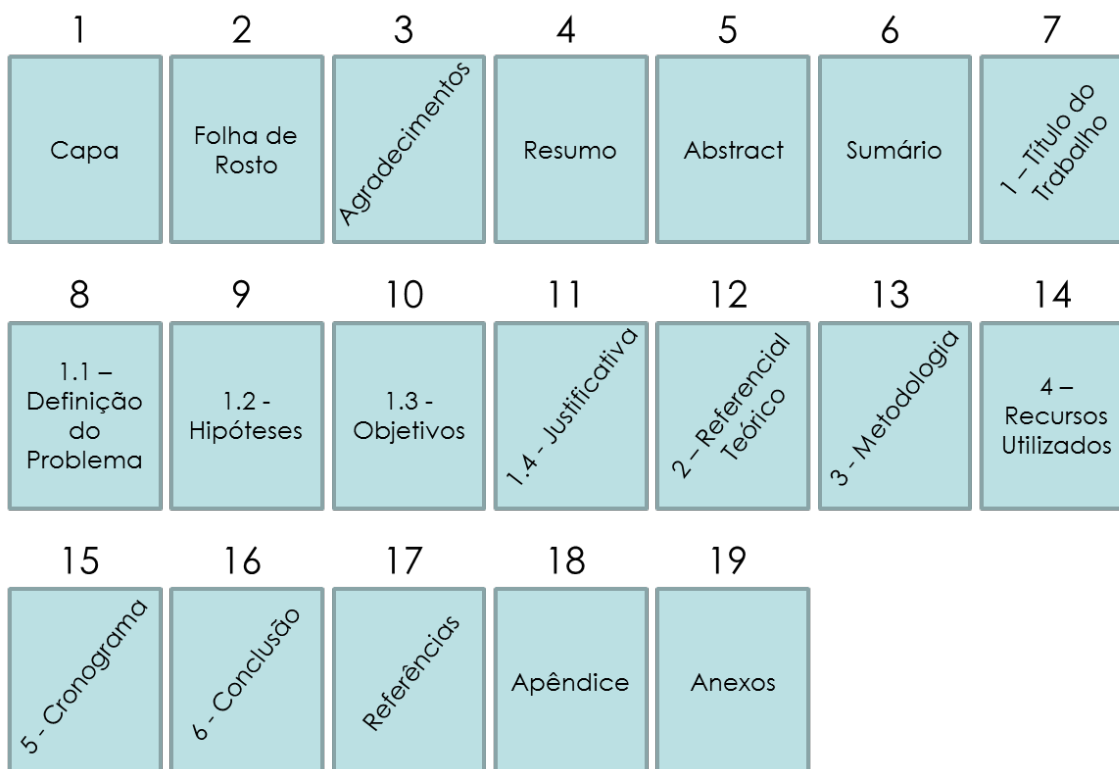 1 2 3 4 5 6 7
Capa
Folha de
Rosto
Agradecimentos
Resumo
Abstract
Sumário
1 – Título do
Trabalho
8 9 10 11 12 13 14
1.1 –
Definição
do
Problema
1.2 -
Hipóteses
1.3 -
Objetivos
1.4 - Justificativa
2 – Referencial
Teórico
3 - Metodologia
4 –
Recursos
Utilizados
15 16 17 18 19
5 - Cronograma
6 - Conclusão
Referências
Apêndice
Anexos